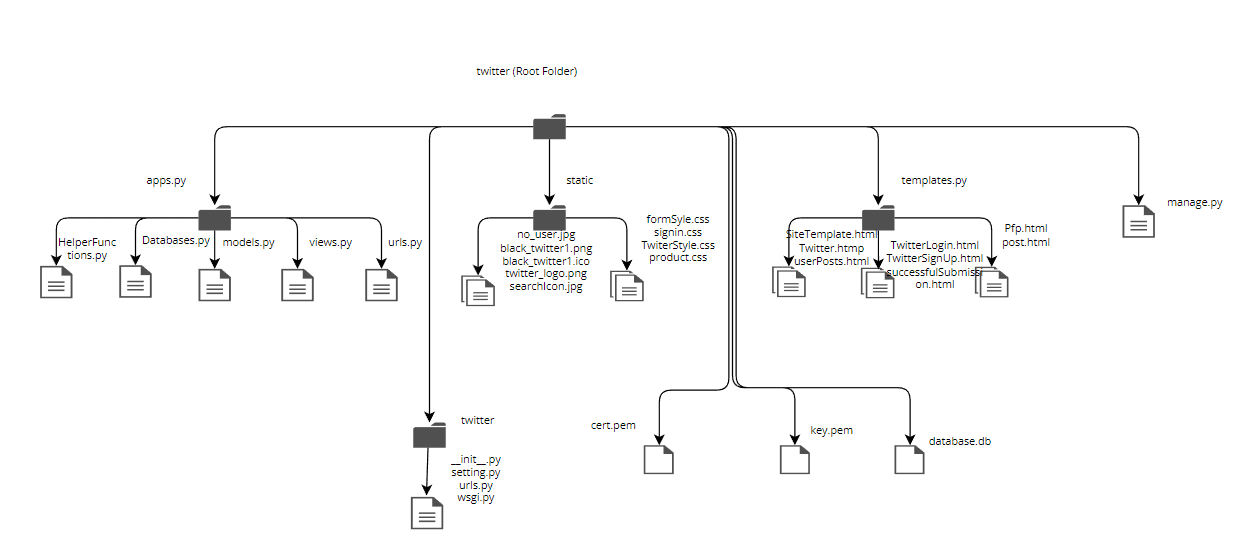 twitter (Root Folder)
apps.py
static
templates.py
manage.py
HelperFunc
tions.py
Databases.py
models.py
views.py
urls.py
no_user.jpg
black_twitter1.png
black_twitter1.ico
twitter_logo.png
searchIcon.jpg
formSyle.css
signin.css
TwiterStyle.css
product.css
SiteTemplate.html
Twitter.htmp
userPosts.html
TwitterLogin.html
TwitterSignUp.html
successfulSubmissi
on.html
Pfp.html
post.html
twitter
__init__.py
setting.py
urls.py
wsgi.py
cert.pem
key.pem
database.db